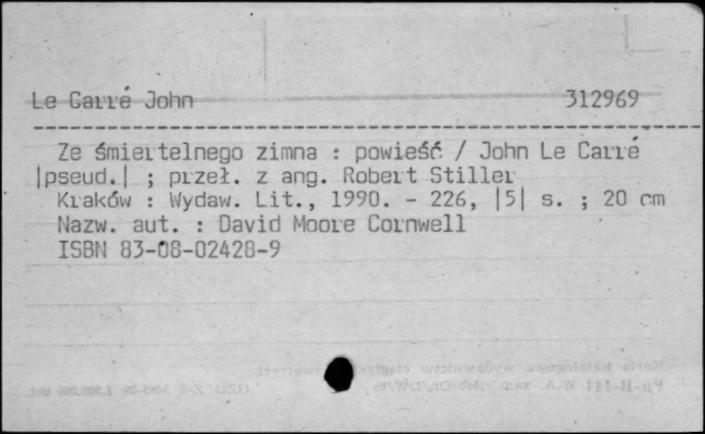 Le Carré John 312969
Ze śmiertelnego zimna : powieść / John Le Carré
|pseud.| ; przeł. z ang. Robert Stiller
Kraków : Wydaw. Lit., 1990. - 226, |5| s. ; 20 cm
Nazw. aut. : David Moore Cornwell
ISBN 83-08-02428-9